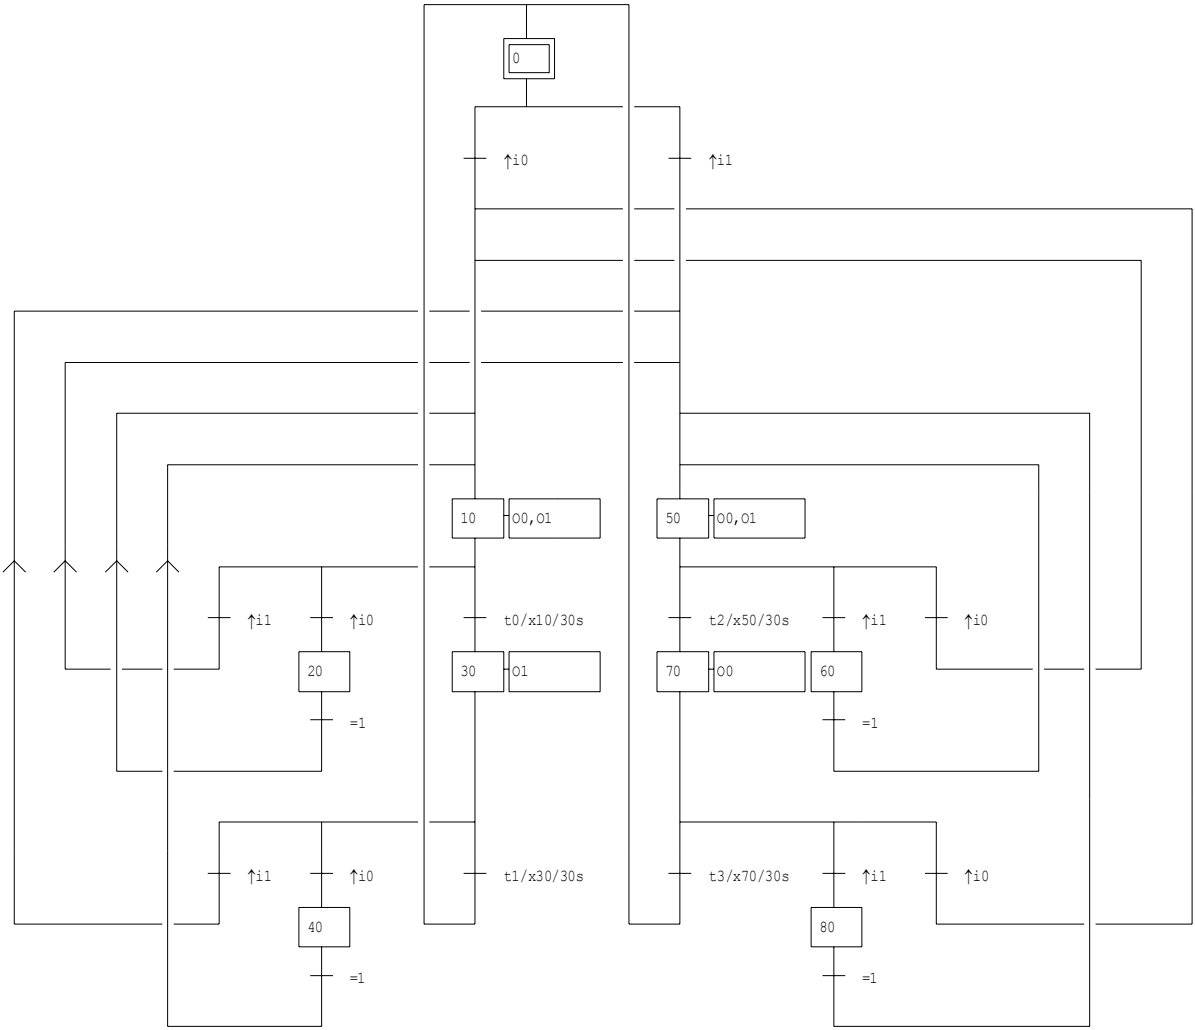 0
↑i0 ↑i1
10 O0,O1 50 O0,O1
↑i1 ↑i0 t0/x10/30s t2/x50/30s ↑i1 ↑i0
20 30 O1 70 O0 60
=1 =1
↑i1 ↑i0 t1/x30/30s t3/x70/30s ↑i1 ↑i0
40 80
=1 =1